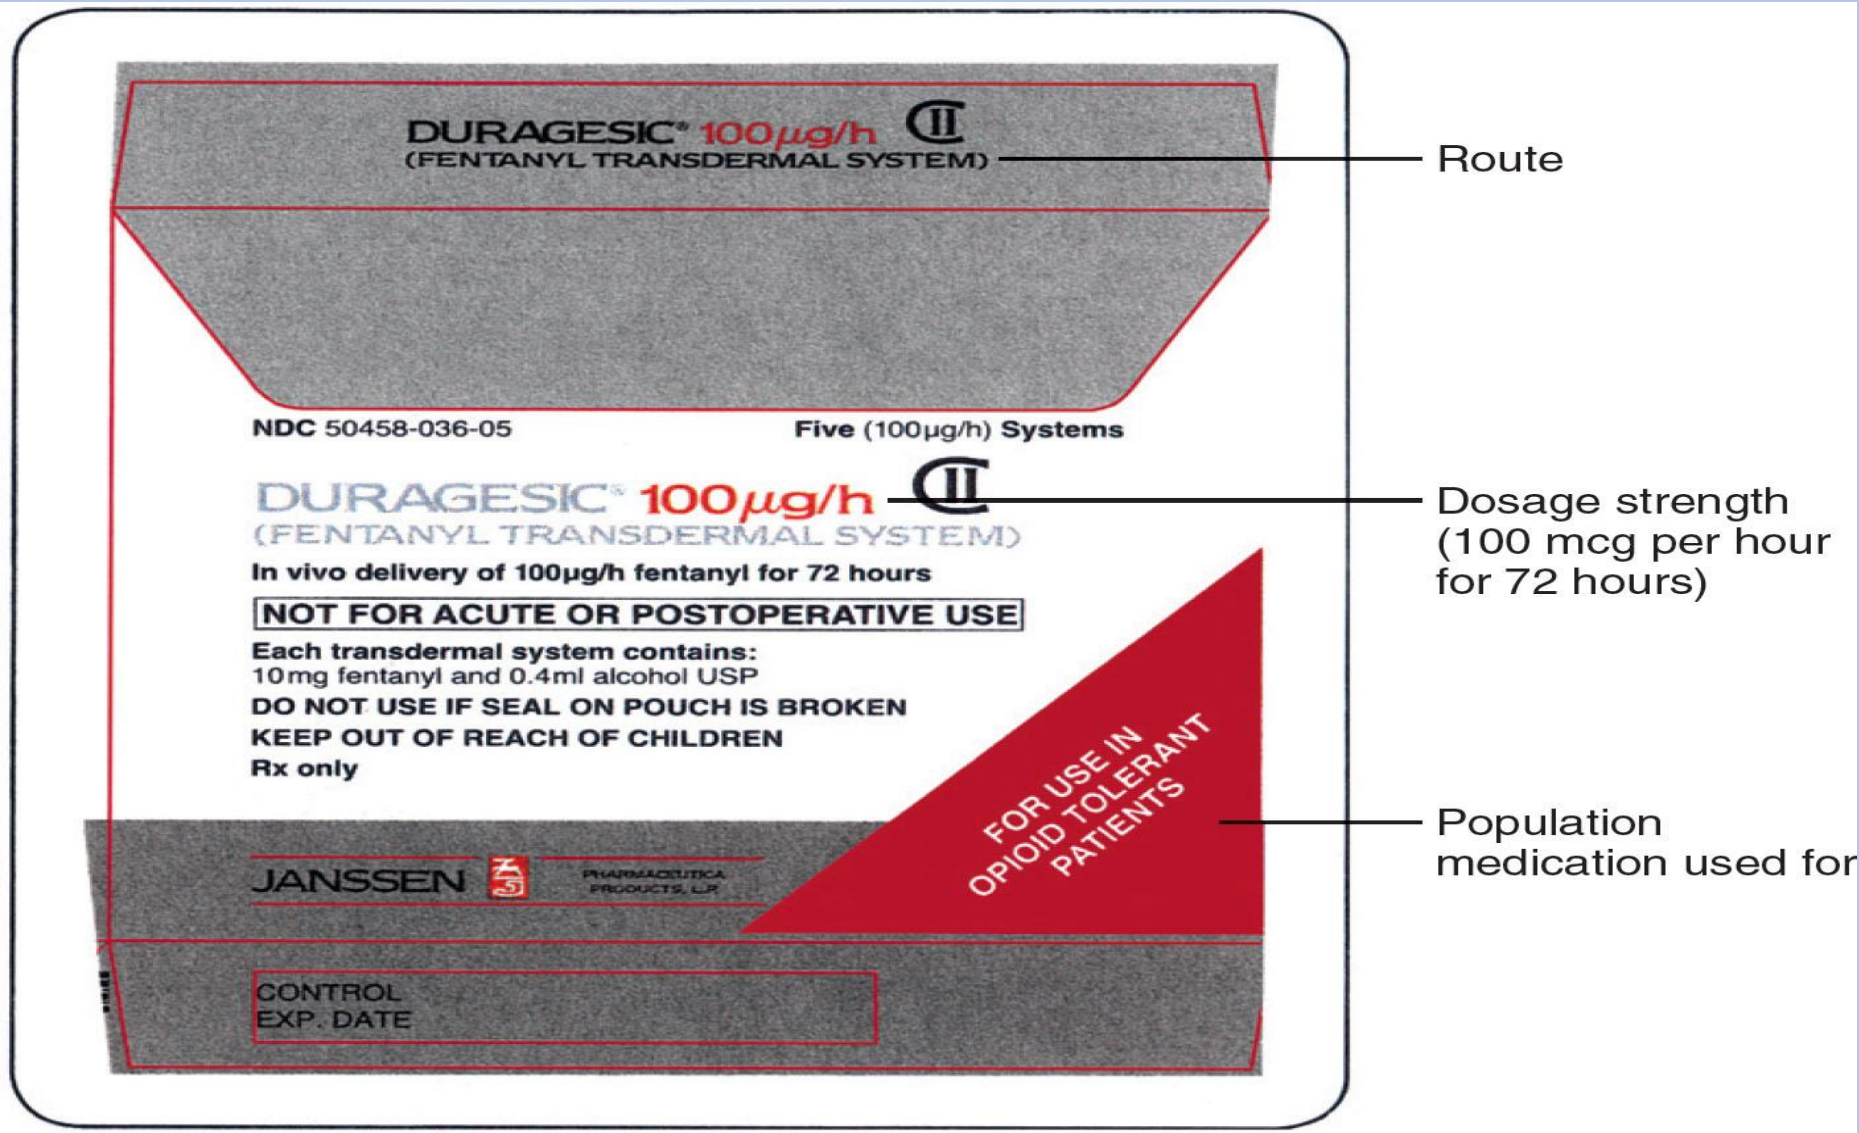 DURAGESIC® 100µg/h CII
(FENTANYL TRANSDERMAL SYSTEM)
Route
NDC 50458-036-05
Five (100µg/h) Systems
DURAGESIC® 100µg/h CII
(FENTANYL TRANSDERMAL SYSTEM)
Dosage strength
(100 mcg per hour
for 72 hours)
In vivo delivery of 100µg/h fentanyl for 72 hours
NOT FOR ACUTE OR POSTOPERATIVE USE
Each transdermal system contains:
10mg fentanyl and 0.4ml alcohol USP
DO NOT USE IF SEAL ON POUCH IS BROKEN
KEEP OUT OF REACH OF CHILDREN
Rx only
FOR USE IN
OPIOID TOLERANT
PATIENTS
Population
medication used for
JANSSEN
PHARMACEUTICA
PRODUCTS, L.P.
CONTROL
EXP. DATE